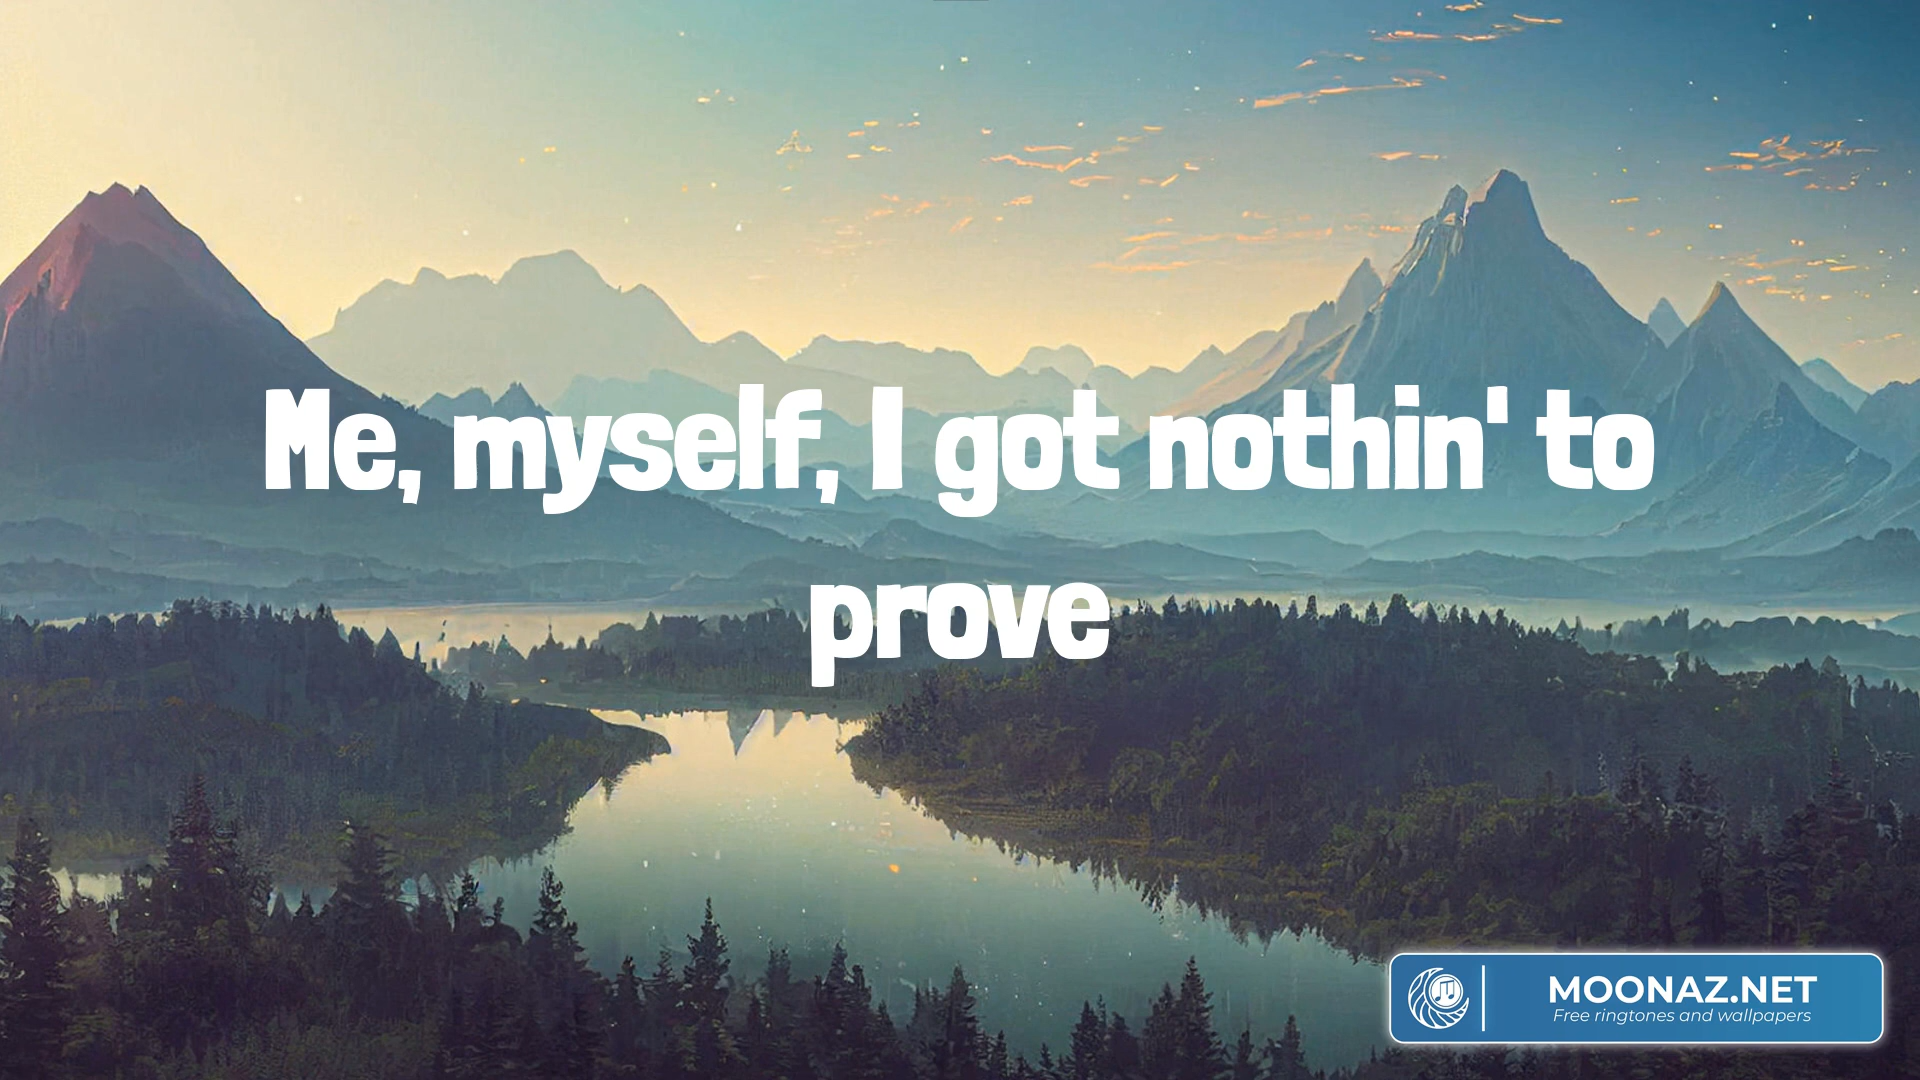 Me, myself, I got nothin' to
prove
MOONAZ.NET
Free ringtones and wallpapers